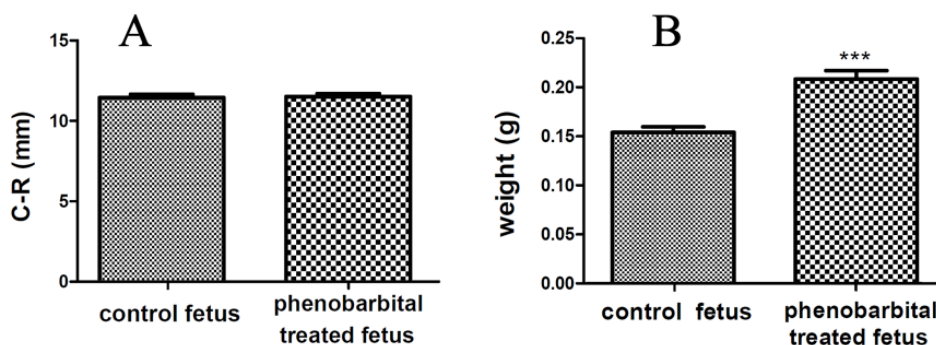 A
C-R (mm)
15
10
5
0
control fetus
phenobarbital
treated fetus
B
weight (g)
0.25
0.20
0.15
0.10
0.05
0.00
***
control fetus
phenobarbital
treated fetus